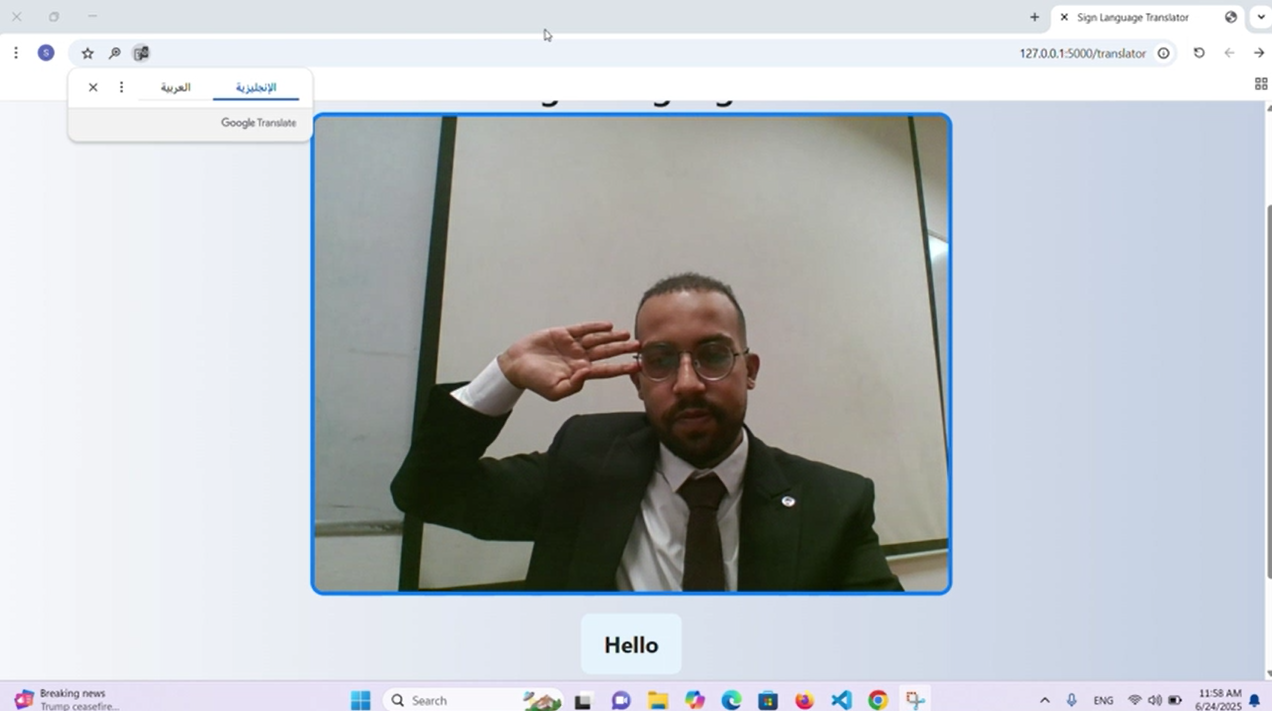 Sign Language Translator
127.0.0.1:5000/translator
S
العربية
الإنجليزية
Google Translate
Hello
Breaking news
Trump ceasefire...
Search
ENG
11:58 AM
6/24/2025